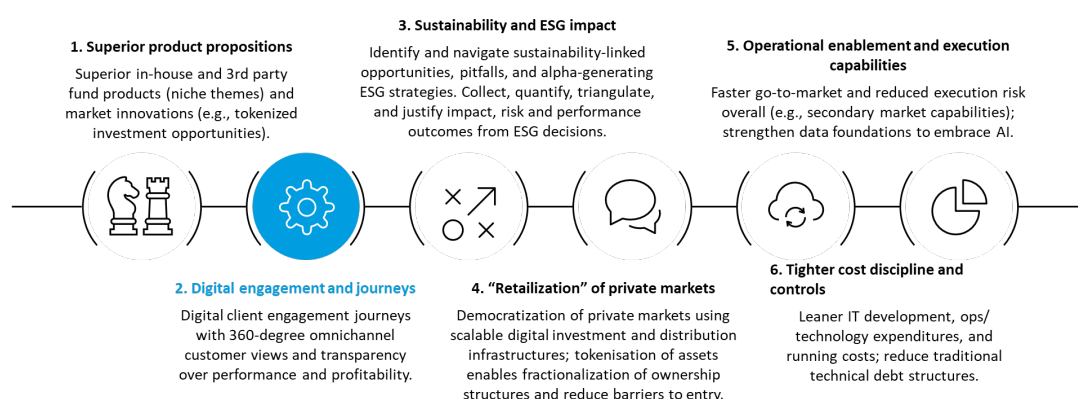 1. Superior product propositions
Superior in-house and 3rd party
fund products (niche themes) and
market innovations (e.g., tokenized
investment opportunities).
2. Digital engagement and journeys
Digital client engagement journeys
with 360-degree omnichannel
customer views and transparency
over performance and profitability.
3. Sustainability and ESG impact
Identify and navigate sustainability-linked
opportunities, pitfalls, and alpha-generating
ESG strategies. Collect, quantify, triangulate,
and justify impact, risk and performance
outcomes from ESG decisions.
4. “Retailization” of private markets
Democratization of private markets using
scalable digital investment and distribution
infrastructures; tokenisation of assets
enables fractionalization of ownership
structures and reduce barriers to entry.
5. Operational enablement and execution
capabilities
Faster go-to-market and reduced execution risk
overall (e.g., secondary market capabilities);
strengthen data foundations to embrace AI.
6. Tighter cost discipline and
controls
Leaner IT development, ops/
technology expenditures, and
running costs; reduce traditional
technical debt structures.